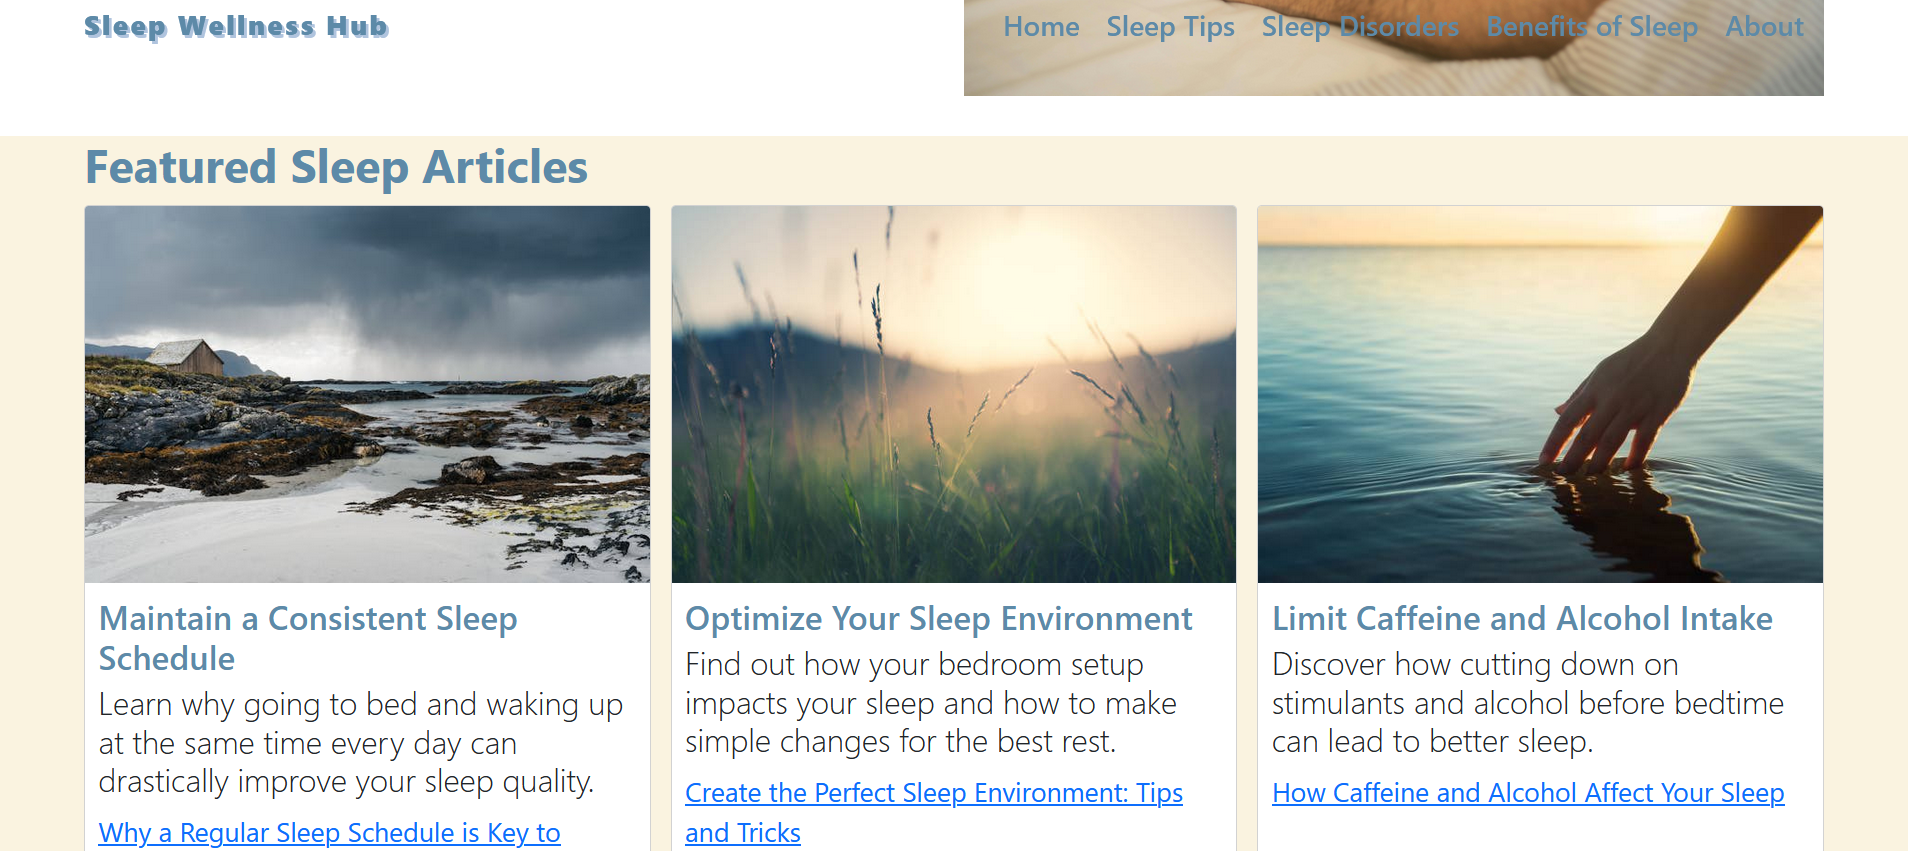 Sleep Wellness Hub
Home Sleep Tips Sleep Disorders Benefits of Sleep About
Featured Sleep Articles
Maintain a Consistent Sleep
Schedule
Learn why going to bed and waking up
at the same time every day can
drastically improve your sleep quality.
Why a Regular Sleep Schedule is Key to
Optimize Your Sleep Environment
Find out how your bedroom setup
impacts your sleep and how to make
simple changes for the best rest.
Create the Perfect Sleep Environment: Tips
and Tricks
Limit Caffeine and Alcohol Intake
Discover how cutting down on
stimulants and alcohol before bedtime
can lead to better sleep.
How Caffeine and Alcohol Affect Your Sleep